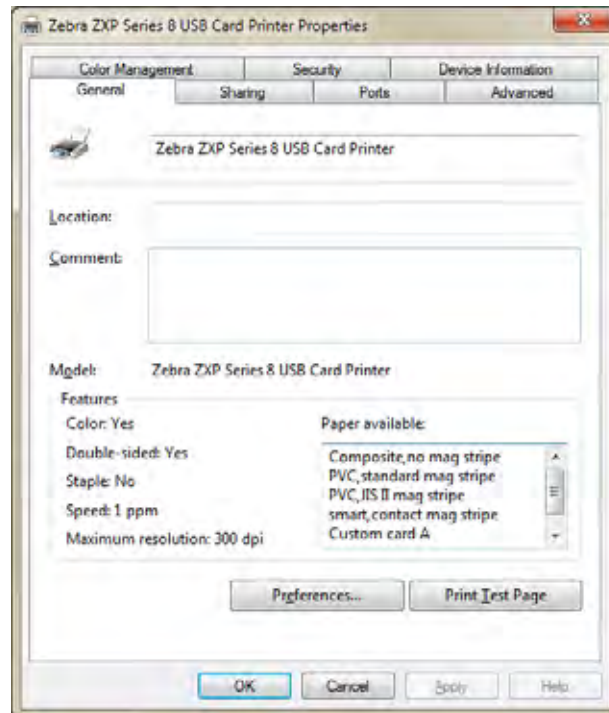 Zebra ZXP Series 8 USB Card Printer Properties
Color Management Security Device Information
General Sharing Ports Advanced
Zebra ZXP Series 8 USB Card Printer
Location:
Comment:
Model: Zebra ZXP Series 8 USB Card Printer
Features
Color: Yes
Double-sided: Yes
Staple: No
Speed: 1 ppm
Maximum resolution: 300 dpi
Paper available:
Composite,no mag stripe
PVC,standard mag stripe
PVC,JIS II mag stripe
smart,contact mag stripe
Custom card A
Preferences... Print Test Page
OK Cancel Apply Help